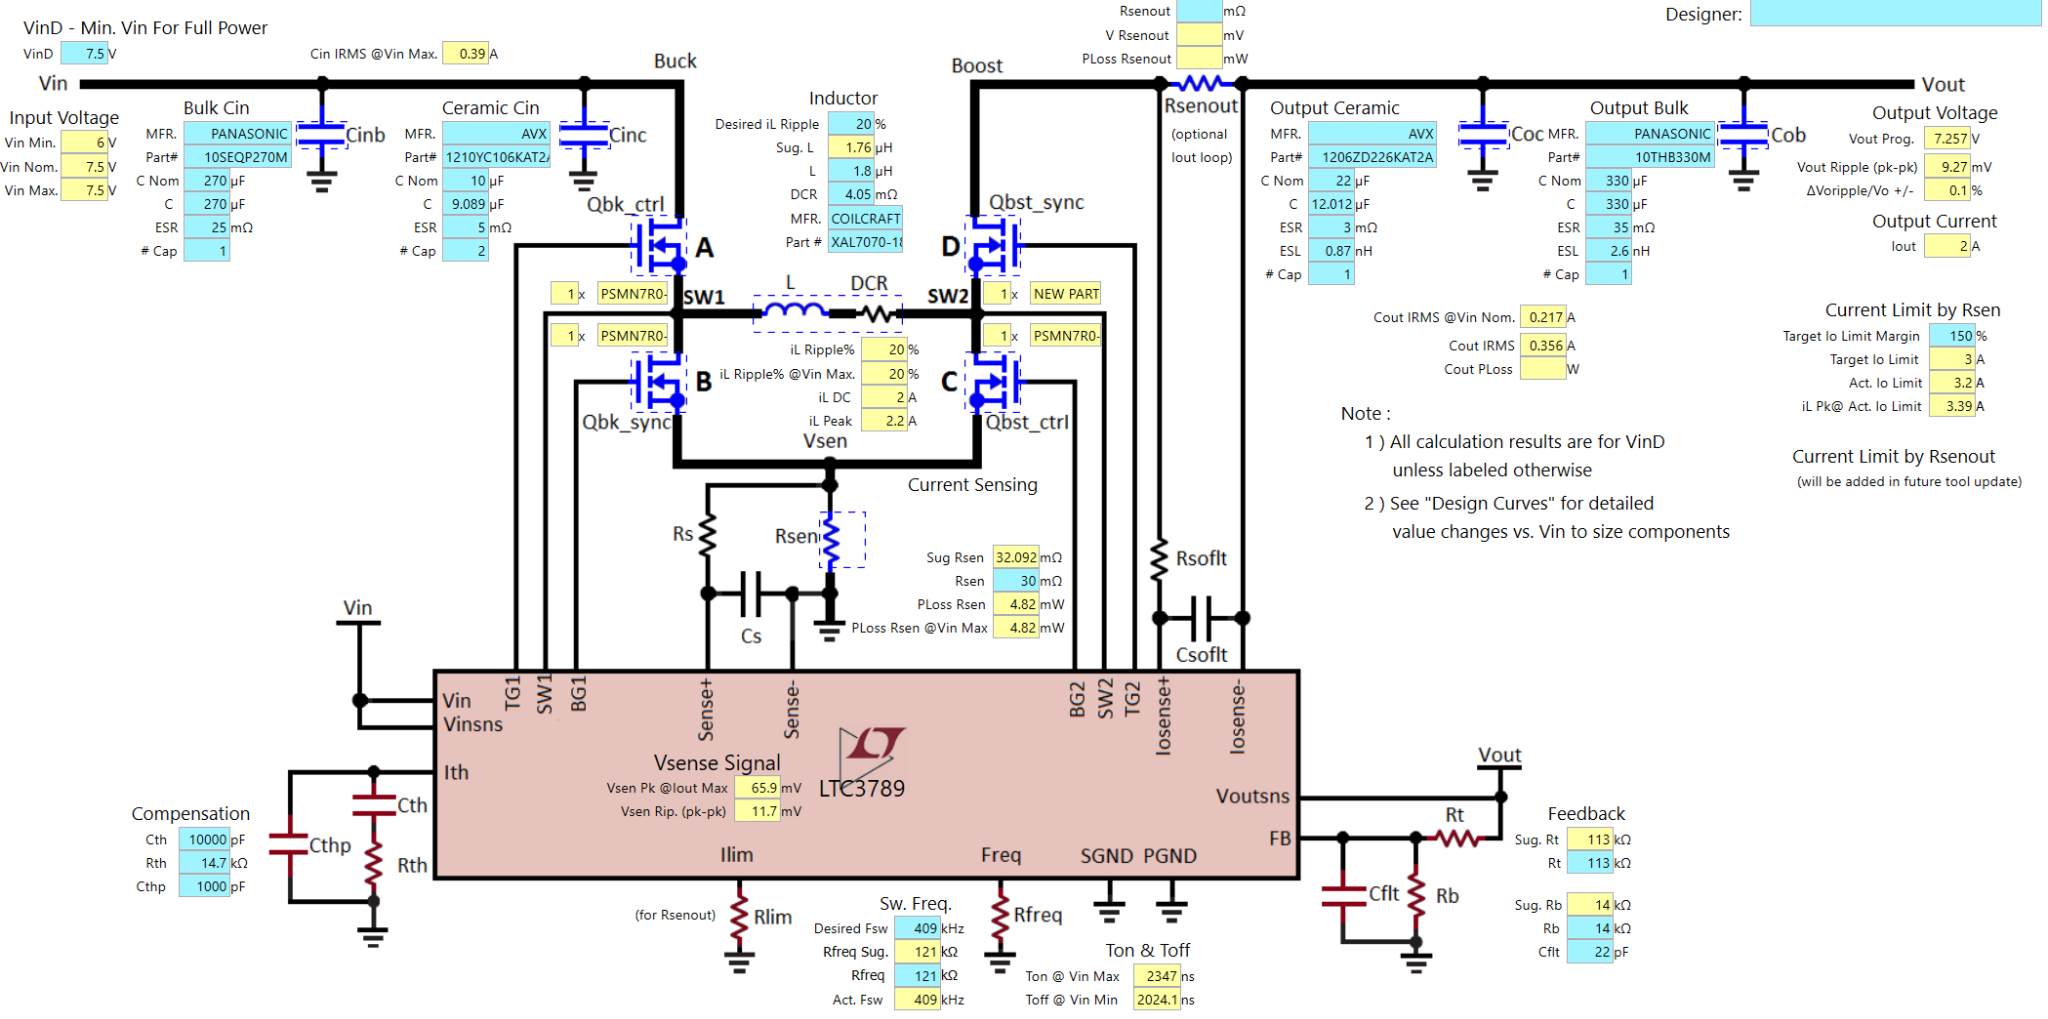 Rsenout mΩ
V Rsenout mV
PLoss Rsenout mW
Designer:
VinD - Min. Vin For Full Power
VinD 7.5 V
Cin IRMS @Vin Max. 0.39 A
Vin
Buck
Boost
Vout
Input Voltage
Vin Min. 6 V
Vin Nom. 7.5 V
Vin Max. 7.5 V
Bulk Cin
MFR. PANASONIC
Part# 10SEQP270M
C Nom 270 µF
C 270 µF
ESR 25 mΩ
# Cap 1
Cinb
Ceramic Cin
MFR. AVX
Part# 1210YC106KAT2A
C Nom 10 µF
C 9.089 µF
ESR 5 mΩ
# Cap 2
Cinc
Inductor
Desired iL Ripple 20 %
Sug. L 1.76 µH
L 1.8 µH
DCR 4.05 mΩ
MFR. COILCRAFT
Part # XAL7070-18
Rsenout
(optional
Iout loop)
Output Ceramic
MFR. AVX
Part# 1206ZD226KAT2A
C Nom 22 µF
C 12.012 µF
ESR 3 mΩ
ESL 0.87 nH
# Cap 1
Coc
Output Bulk
MFR. PANASONIC
Part# 10THB330M
C Nom 330 µF
C 330 µF
ESR 35 mΩ
ESL 2.6 nH
# Cap 1
Cob
Output Voltage
Vout Prog. 7.257 V
Vout Ripple (pk-pk) 9.27 mV
ΔVoripple/Vo +/- 0.1 %
Output Current
Iout 2 A
Qbk_ctrl
A
Qbst_sync
D
1 x PSMN7R0-
SW1
L
DCR
SW2
1 x NEW PART
1 x PSMN7R0-
1 x PSMN7R0-
B
Qbk_sync
C
Qbst_ctrl
iL Ripple% 20 %
iL Ripple% @Vin Max. 20 %
iL DC 2 A
iL Peak 2.2 A
Vsen
Cout IRMS @Vin Nom. 0.217 A
Cout IRMS 0.356 A
Cout PLoss W
Current Limit by Rsen
Target Io Limit Margin 150 %
Target Io Limit 3 A
Act. Io Limit 3.2 A
iL Pk@ Act. Io Limit 3.39 A
Note :
1 ) All calculation results are for VinD
unless labeled otherwise
2 ) See "Design Curves" for detailed
value changes vs. Vin to size components
Current Limit by Rsenout
(will be added in future tool update)
Current Sensing
Rs
Rsen
Cs
Sug Rsen 32.092 mΩ
Rsen 30 mΩ
PLoss Rsen 4.82 mW
PLoss Rsen @Vin Max 4.82 mW
Rsoflt
Csoflt
Vin
Vin
Vinsns
Ith
TG1
SW1
BG1
Sense+
Sense-
BG2
SW2
TG2
Iosense+
Iosense-
Vsense Signal
Vsen Pk @Iout Max 65.9 mV
Vsen Rip. (pk-pk) 11.7 mV
LTC3789
Voutsns
FB
Ilim
Freq
SGND
PGND
Compensation
Cth 10000 pF
Rth 14.7 kΩ
Cthp 1000 pF
Cthp
Cth
Rth
(for Rsenout)
Rlim
Sw. Freq.
Desired Fsw 409 kHz
Rfreq Sug. 121 kΩ
Rfreq 121 kΩ
Act. Fsw 409 kHz
Rfreq
Ton & Toff
Ton @ Vin Max 2347 ns
Toff @ Vin Min 2024.1 ns
Vout
Rt
Cflt
Rb
Feedback
Sug. Rt 113 kΩ
Rt 113 kΩ
Sug. Rb 14 kΩ
Rb 14 kΩ
Cflt 22 pF